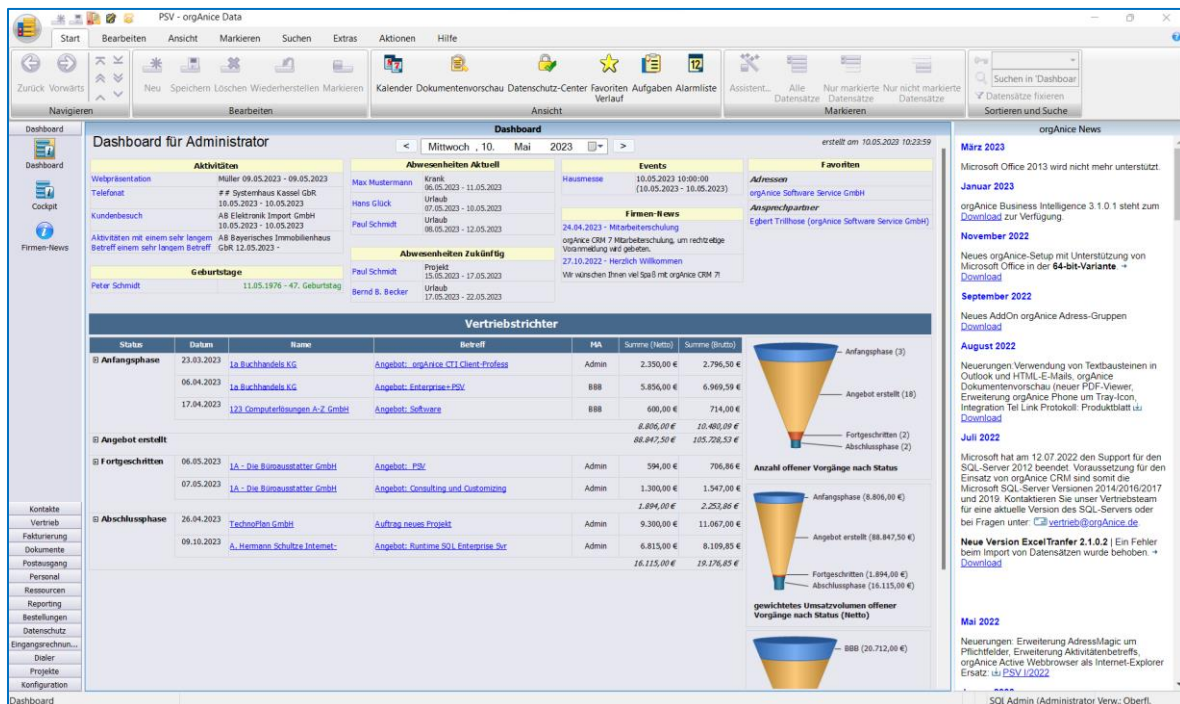 PSV - orgAnice Data
Start Bearbeiten Ansicht Markieren Suchen Extras Aktionen Hilfe
Zurück Vorwärts
Neu Speichern Löschen Wiederherstellen Markieren
Kalender Dokumentenvorschau Datenschutz-Center Favoriten Verlauf Aufgaben Alarmliste
Assistent... Alle Datensätze Nur markierte Datensätze Nur nicht markierte Datensätze
Suchen in 'Dashboar
Datensätze fixieren
Navigieren Bearbeiten Ansicht Markieren Sortieren und Suche
Dashboard
Dashboard
Cockpit
Firmen-News
Kontakte
Vertrieb
Fakturierung
Dokumente
Postausgang
Personal
Ressourcen
Reporting
Bestellungen
Datenschutz
Eingangsrechnun...
Dialer
Projekte
Konfiguration
Dashboard
Dashboard für Administrator
< Mittwoch , 10. Mai 2023 >
erstellt am 10.05.2023 10:23:59
Aktivitäten
Webpräsentation Müller 09.05.2023 - 09.05.2023
Telefonat ## Systemhaus Kassel GbR
10.05.2023 - 10.05.2023
Kundenbesuch AB Elektronik Import GmbH
10.05.2023 - 10.05.2023
Aktivitäten mit einem sehr langem AB Bayerisches Immobilienhaus
Betreff einem sehr langem Betreff GbR 12.05.2023 -
Geburtstage
Peter Schmidt 11.05.1976 - 47. Geburtstag
Abwesenheiten Aktuell
Max Mustermann Krank
06.05.2023 - 11.05.2023
Hans Glück Urlaub
07.05.2023 - 10.05.2023
Paul Schmidt Urlaub
08.05.2023 - 12.05.2023
Abwesenheiten Zukünftig
Paul Schmidt Projekt
15.05.2023 - 17.05.2023
Bernd B. Becker Urlaub
17.05.2023 - 22.05.2023
Events
Hausmesse 10.05.2023 10:00:00
(10.05.2023 - 10.05.2023)
Firmen-News
24.04.2023 - Mitarbeiterschulung
orgAnice CRM 7 Mitarbeiterschulung, um rechtzeitige
Voranmeldung wird gebeten.
27.10.2022 - Herzlich Willkommen
Wir wünschen Ihnen viel Spaß mit orgAnice CRM 7!
Favoriten
Adressen
orgAnice Software Service GmbH
Ansprechpartner
Egbert Trillhose (orgAnice Software Service GmbH)
Vertriebstrichter
Status Datum Name Betreff MA Summe (Netto) Summe (Brutto)
Anfangsphase 23.03.2023 1a Buchhandels KG Angebot: orgAnice CTI Client-Profess Admin 2.350,00 € 2.796,50 €
06.04.2023 1a Buchhandels KG Angebot: Enterprise+PSV BBB 5.856,00 € 6.969,59 €
17.04.2023 123 Computerlösungen A-Z GmbH Angebot: Software BBB 600,00 € 714,00 €
8.806,00 € 10.480,09 €
Angebot erstellt 88.847,50 € 105.728,53 €
Fortgeschritten 06.05.2023 1A - Die Büroausstatter GmbH Angebot: PSV Admin 594,00 € 706,86 €
07.05.2023 1A - Die Büroausstatter GmbH Angebot: Consulting und Customizing Admin 1.300,00 € 1.547,00 €
1.894,00 € 2.253,86 €
Abschlussphase 26.04.2023 TechnoPlan GmbH Auftrag neues Projekt Admin 9.300,00 € 11.067,00 €
09.10.2023 A. Hermann Schultze Internet- Angebot: Runtime SQL Enterprise Svr Admin 6.815,00 € 8.109,85 €
16.115,00 € 19.176,85 €
Anfangsphase (3)
Angebot erstellt (18)
Fortgeschritten (2)
Abschlussphase (2)
Anzahl offener Vorgänge nach Status
Anfangsphase (8.806,00 €)
Angebot erstellt (88.847,50 €)
Fortgeschritten (1.894,00 €)
Abschlussphase (16.115,00 €)
gewichtetes Umsatzvolumen offener
Vorgänge nach Status (Netto)
BBB (20.712,00 €)
orgAnice News
März 2023
Microsoft Office 2013 wird nicht mehr unterstützt.
Januar 2023
orgAnice Business Intelligence 3.1.0.1 steht zum
Download zur Verfügung.
November 2022
Neues orgAnice-Setup mit Unterstützung von
Microsoft Office in der 64-bit-Variante. →
Download
September 2022
Neues AddOn orgAnice Adress-Gruppen
Download
August 2022
Neuerungen:Verwendung von Textbausteinen in
Outlook und HTML-E-Mails, orgAnice
Dokumentenvorschau (neuer PDF-Viewer,
Erweiterung orgAnice Phone um Tray-Icon,
Integration Tel Link Protokoll: Produktblatt
Download
Juli 2022
Microsoft hat am 12.07.2022 den Support für den
SQL-Server 2012 beendet. Voraussetzung für den
Einsatz von orgAnice CRM sind somit die
Microsoft SQL-Server Versionen 2014/2016/2017
und 2019. Kontaktieren Sie unser Vertriebsteam
für eine aktuelle Version des SQL-Servers oder
bei Fragen unter: vertrieb@orgAnice.de.
Neue Version ExcelTranfer 2.1.0.2 | Ein Fehler
beim Import von Datensätzen wurde behoben. →
Download
Mai 2022
Neuerungen: Erweiterung AdressMagic um
Pflichtfelder, Erweiterung Aktivitätenbetreffs,
orgAnice Active Webbrowser als Internet-Explorer
Ersatz: PSV I/2022
Dashboard
SQL Admin (Administrator Verw.: Oberfl.